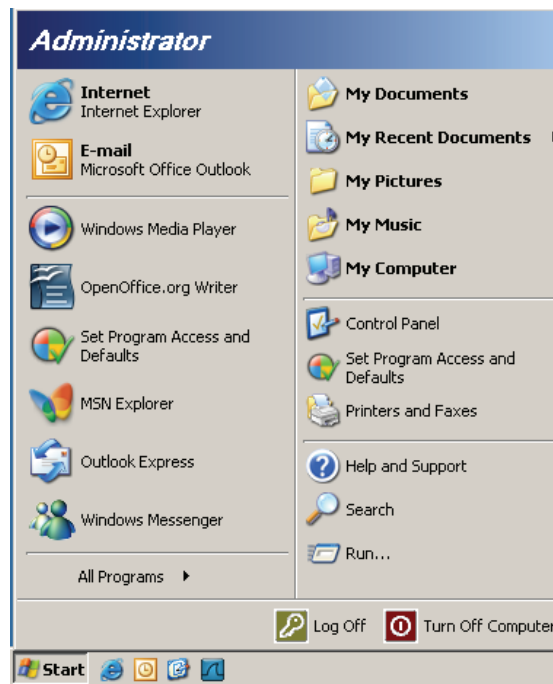 Administrator
Internet
Internet Explorer
E-mail
Microsoft Office Outlook
Windows Media Player
OpenOffice.org Writer
Set Program Access and
Defaults
MSN Explorer
Outlook Express
Windows Messenger
All Programs
My Documents
My Recent Documents
My Pictures
My Music
My Computer
Control Panel
Set Program Access and
Defaults
Printers and Faxes
Help and Support
Search
Run...
Log Off
Turn Off Computer
Start